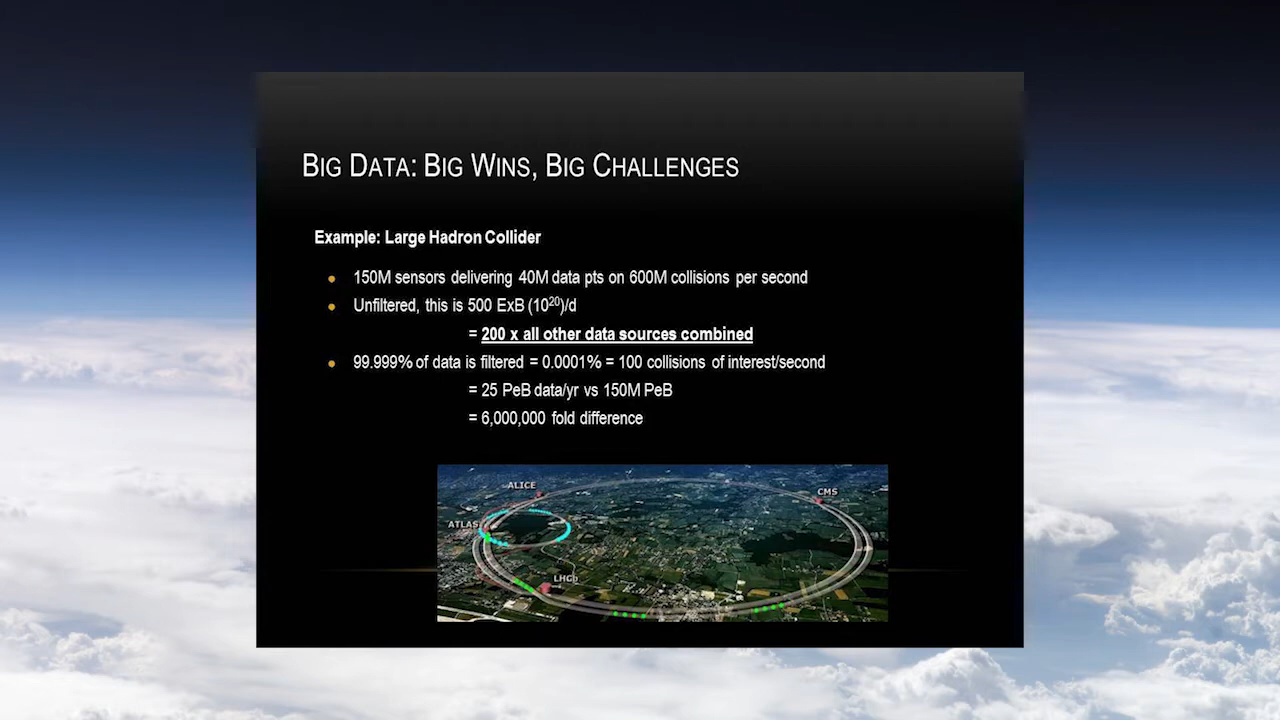 BIG DATA: BIG WINS, BIG CHALLENGES
Example: Large Hadron Collider
150M sensors delivering 40M data pts on 600M collisions per second
Unfiltered, this is 500 ExB (10²⁰)/d
= 200 x all other data sources combined
99.999% of data is filtered = 0.0001% = 100 collisions of interest/second
= 25 PeB data/yr vs 150M PeB
= 6,000,000 fold difference
ALICE
CMS
ATLAS
LHCb